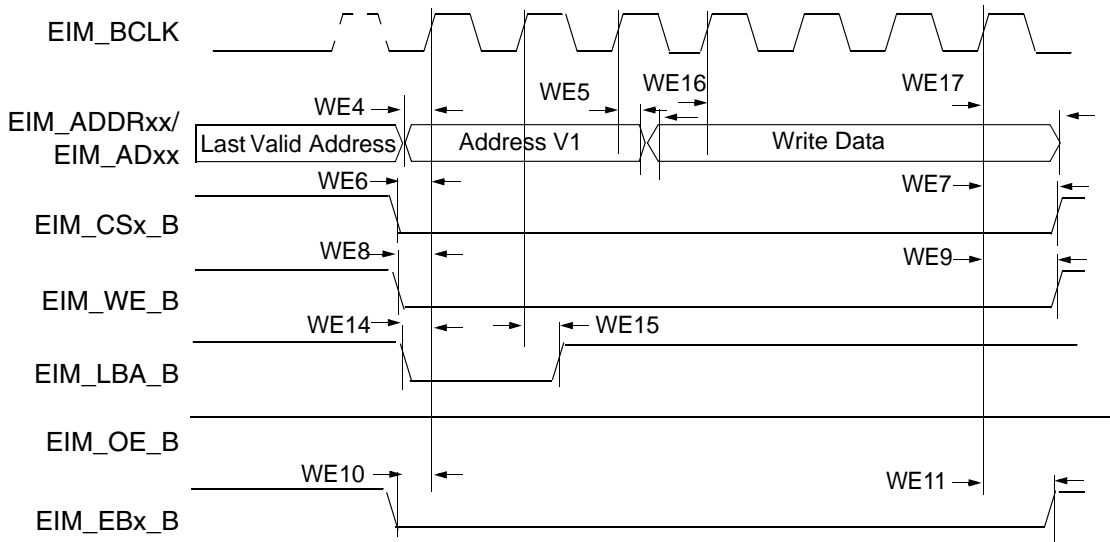 EIM_BCLK
WE4
WE5
WE16
WE17
EIM_ADDRxx/
EIM_ADxx
Last Valid Address
Address V1
Write Data
WE6
WE7
EIM_CSx_B
WE8
WE9
EIM_WE_B
WE14
WE15
EIM_LBA_B
EIM_OE_B
WE10
WE11
EIM_EBx_B